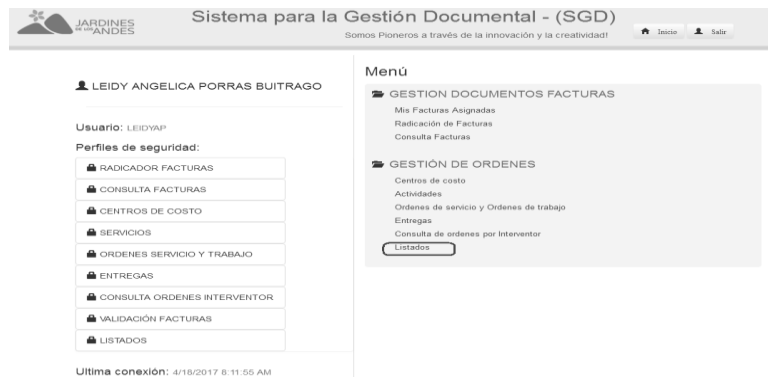 JARDINES
DE LOS ANDES
Sistema para la Gestión Documental - (SGD)
Somos Pioneros a través de la innovación y la creatividad!
Inicio
Salir
LEIDY ANGELICA PORRAS BUITRAGO
Usuario: LEIDYAP
Perfiles de seguridad:
RADICADOR FACTURAS
CONSULTA FACTURAS
CENTROS DE COSTO
SERVICIOS
ORDENES SERVICIO Y TRABAJO
ENTREGAS
CONSULTA ORDENES INTERVENTOR
VALIDACIÓN FACTURAS
LISTADOS
Ultima conexión: 4/18/2017 8:11:55 AM
Menú
GESTION DOCUMENTOS FACTURAS
Mis Facturas Asignadas
Radicación de Facturas
Consulta Facturas
GESTIÓN DE ORDENES
Centros de costo
Actividades
Ordenes de servicio y Ordenes de trabajo
Entregas
Consulta de ordenes por Interventor
Listados